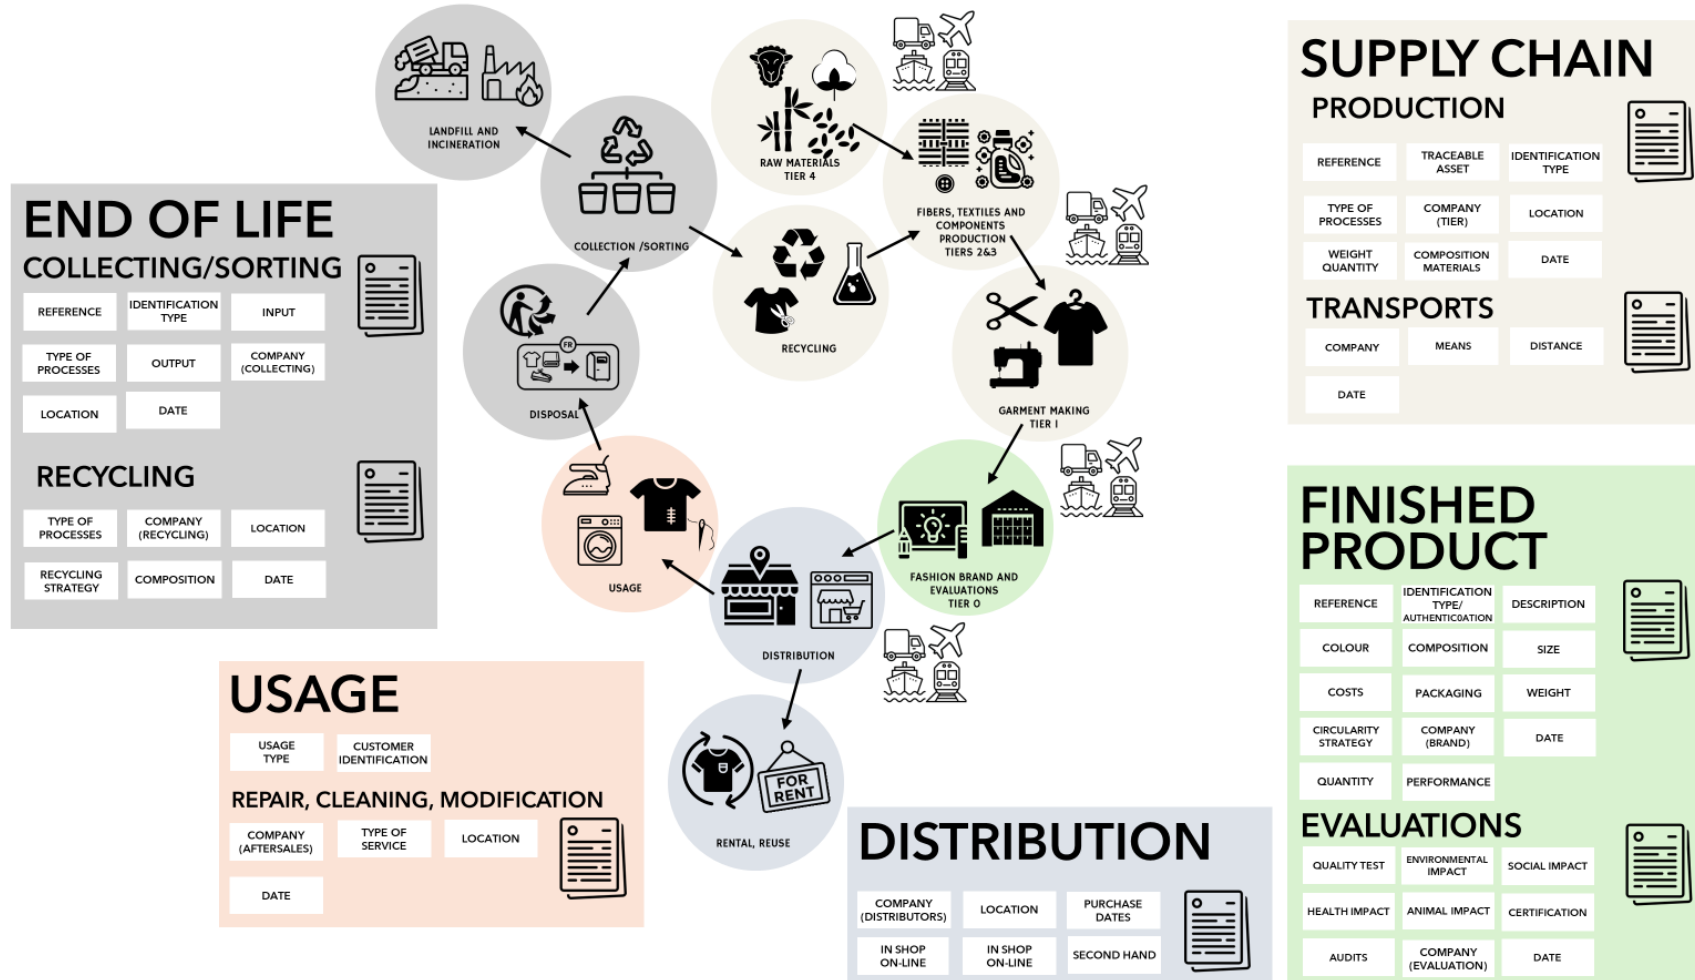 LANDFILL AND
INCINERATION
COLLECTION /SORTING
RAW MATERIALS
TIER 4
FIBERS, TEXTILES AND
COMPONENTS
PRODUCTION
TIERS 2&3
RECYCLING
FR
DISPOSAL
GARMENT MAKING
TIER 1
USAGE
FASHION BRAND AND
EVALUATIONS
TIER 0
DISTRIBUTION
FOR
RENT
RENTAL, REUSE
END OF LIFE
COLLECTING/SORTING
REFERENCE
IDENTIFICATION
TYPE
INPUT
TYPE OF
PROCESSES
OUTPUT
COMPANY
(COLLECTING)
LOCATION
DATE
RECYCLING
TYPE OF
PROCESSES
COMPANY
(RECYCLING)
LOCATION
RECYCLING
STRATEGY
COMPOSITION
DATE
USAGE
USAGE
TYPE
CUSTOMER
IDENTIFICATION
REPAIR, CLEANING, MODIFICATION
COMPANY
(AFTERSALES)
TYPE OF
SERVICE
LOCATION
DATE
DISTRIBUTION
COMPANY
(DISTRIBUTORS)
LOCATION
PURCHASE
DATES
IN SHOP
ON-LINE
IN SHOP
ON-LINE
SECOND HAND
SUPPLY CHAIN
PRODUCTION
REFERENCE
TRACEABLE
ASSET
IDENTIFICATION
TYPE
TYPE OF
PROCESSES
COMPANY
(TIER)
LOCATION
WEIGHT
QUANTITY
COMPOSITION
MATERIALS
DATE
TRANSPORTS
COMPANY
MEANS
DISTANCE
DATE
FINISHED
PRODUCT
REFERENCE
IDENTIFICATION
TYPE/
AUTHENTIC0ATION
DESCRIPTION
COLOUR
COMPOSITION
SIZE
COSTS
PACKAGING
WEIGHT
CIRCULARITY
STRATEGY
COMPANY
(BRAND)
DATE
QUANTITY
PERFORMANCE
EVALUATIONS
QUALITY TEST
ENVIRONMENTAL
IMPACT
SOCIAL IMPACT
HEALTH IMPACT
ANIMAL IMPACT
CERTIFICATION
AUDITS
COMPANY
(EVALUATION)
DATE